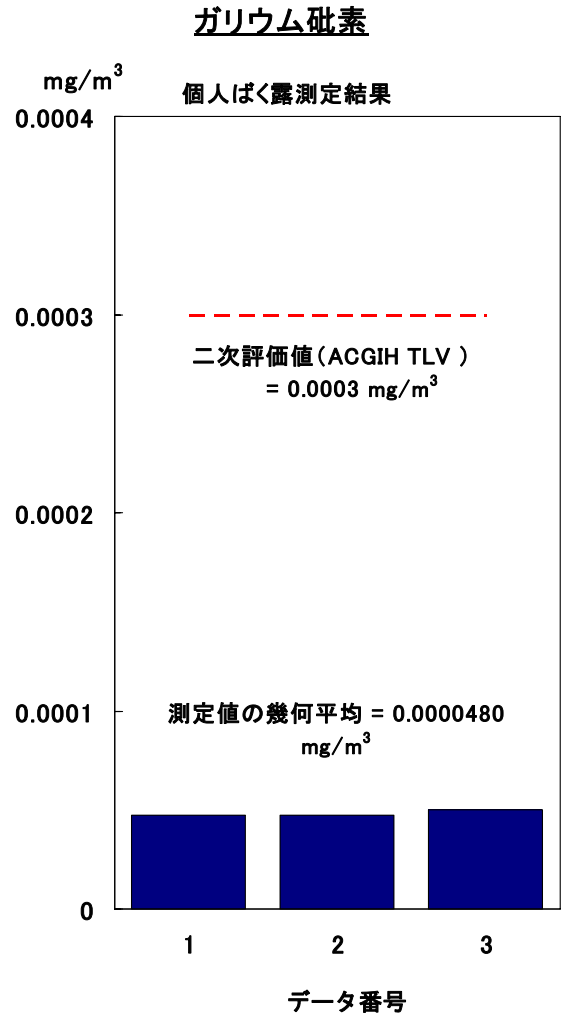 ガリウム砒素
mg/m³
個人ばく露測定結果
0.0004
0.0003
二次評価値（ACGIH TLV ）
= 0.0003 mg/m³
0.0002
0.0001
測定値の幾何平均 = 0.0000480
mg/m³
0
1 2 3
データ番号